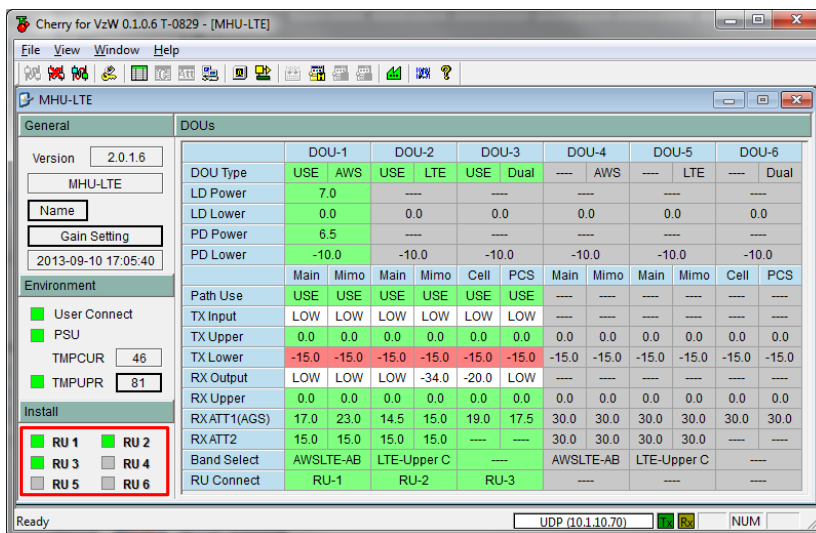 Cherry for VzW 0.1.0.6 T-0829 - [MHU-LTE]
File View Window Help
MHU-LTE
General
DOUs
Version 2.0.1.6
MHU-LTE
Name
Gain Setting
2013-09-10 17:05:40
Environment
User Connect
PSU
TMPCUR 46
TMPUPR 81
Install
RU 1 RU 2
RU 3 RU 4
RU 5 RU 6
DOU-1 DOU-2 DOU-3 DOU-4 DOU-5 DOU-6
DOU Type USE AWS USE LTE USE Dual ---- AWS ---- LTE ---- Dual
LD Power 7.0 ---- ---- ---- ---- ----
LD Lower 0.0 0.0 0.0 0.0 0.0 0.0
PD Power 6.5 ---- ---- ---- ---- ----
PD Lower -10.0 -10.0 -10.0 -10.0 -10.0 -10.0
Main Mimo Main Mimo Cell PCS Main Mimo Main Mimo Cell PCS
Path Use USE USE USE USE USE USE ---- ---- ---- ---- ---- ----
TX Input LOW LOW LOW LOW LOW LOW ---- ---- ---- ---- ---- ----
TX Upper 0.0 0.0 0.0 0.0 0.0 0.0 0.0 0.0 0.0 0.0 0.0 0.0
TX Lower -15.0 -15.0 -15.0 -15.0 -15.0 -15.0 -15.0 -15.0 -15.0 -15.0 -15.0 -15.0
RX Output LOW LOW LOW -34.0 -20.0 LOW ---- ---- ---- ---- ---- ----
RX Upper 0.0 0.0 0.0 0.0 0.0 0.0 0.0 0.0 0.0 0.0 0.0 0.0
RXATT1(AGS) 17.0 23.0 14.5 15.0 19.0 17.5 30.0 30.0 30.0 30.0 30.0 30.0
RXATT2 15.0 15.0 15.0 15.0 ---- ---- 30.0 30.0 30.0 30.0 ---- ----
Band Select AWSLTE-AB LTE-Upper C ---- AWSLTE-AB LTE-Upper C ----
RU Connect RU-1 RU-2 RU-3 ---- ---- ----
Ready
UDP (10.1.10.70) Tx Rx NUM